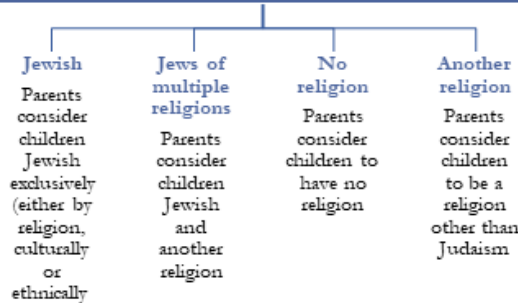 Jewish
Parents
consider
children
Jewish
exclusively
(either by
religion,
culturally
or
ethnically
Jews of
multiple
religions
Parents
consider
children
Jewish
and
another
religion
No
religion
Parents
consider
children to
have no
religion
Another
religion
Parents
consider
children
to be a
religion
other than
Judaism